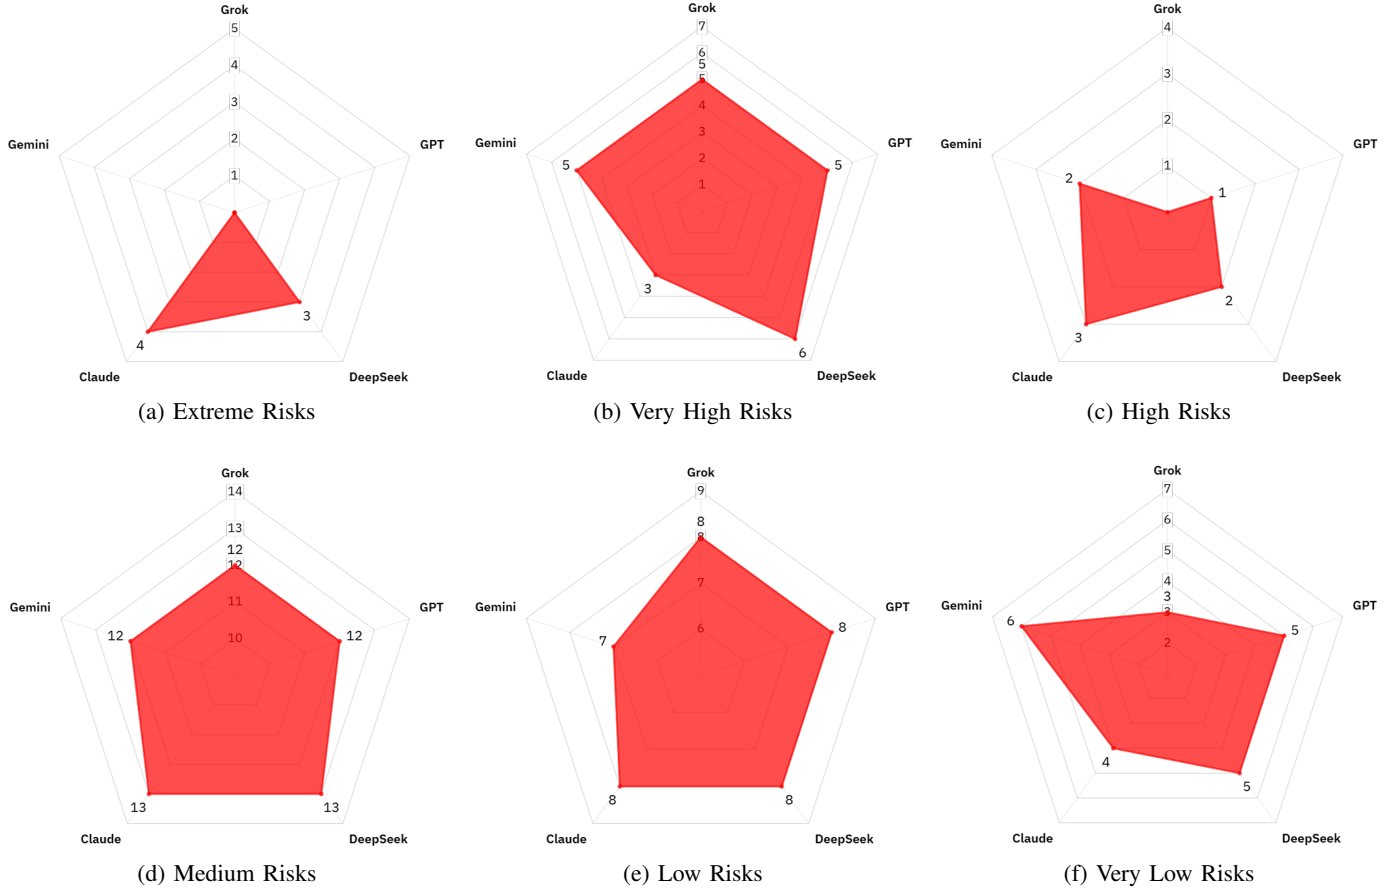 Grok
5
4
3
2
1
Gemini
GPT
4
3
Claude
DeepSeek
(a) Extreme Risks
Grok
7
6
5
5
4
3
2
1
Gemini
GPT
5
5
3
6
Claude
DeepSeek
(b) Very High Risks
Grok
4
3
2
1
Gemini
GPT
2
1
2
3
Claude
DeepSeek
(c) High Risks
Grok
14
13
12
12
11
10
Gemini
GPT
12
12
13
13
Claude
DeepSeek
(d) Medium Risks
Grok
9
8
8
7
6
Gemini
GPT
7
8
8
8
Claude
DeepSeek
(e) Low Risks
Grok
7
6
5
4
3
3
2
Gemini
GPT
6
5
4
5
Claude
DeepSeek
(f) Very Low Risks